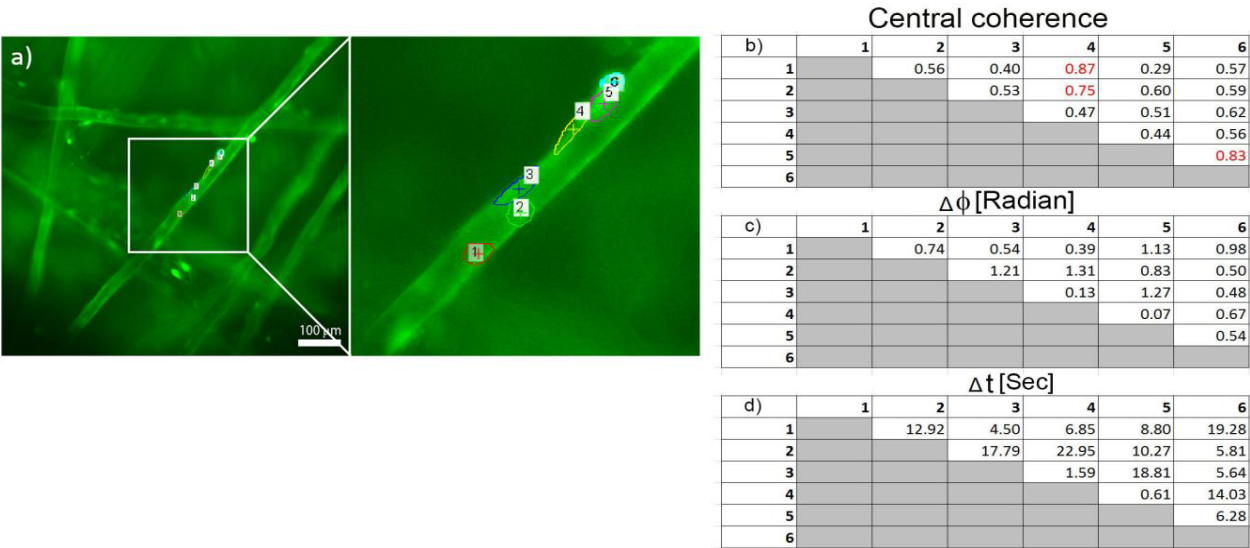 a)
100 μm
1
2
3
4
5
6
Central coherence
b) 1 2 3 4 5 6
1 0.56 0.40 0.87 0.29 0.57
2 0.53 0.75 0.60 0.59
3 0.47 0.51 0.62
4 0.44 0.56
5 0.83
6
Δϕ [Radian]
c) 1 2 3 4 5 6
1 0.74 0.54 0.39 1.13 0.98
2 1.21 1.31 0.83 0.50
3 0.13 1.27 0.48
4 0.07 0.67
5 0.54
6
Δt [Sec]
d) 1 2 3 4 5 6
1 12.92 4.50 6.85 8.80 19.28
2 17.79 22.95 10.27 5.81
3 1.59 18.81 5.64
4 0.61 14.03
5 6.28
6